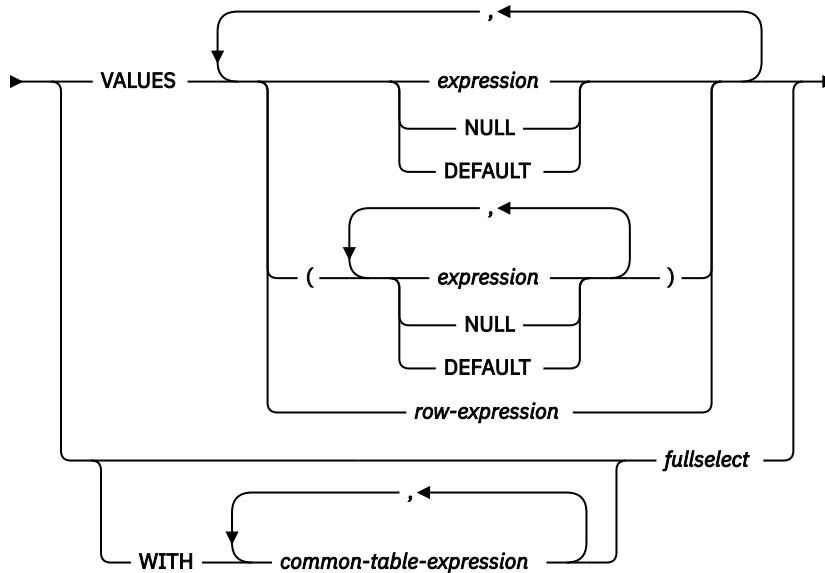 ,
VALUES expression
NULL
DEFAULT
,
( expression )
NULL
DEFAULT
row-expression
fullselect
,
WITH common-table-expression